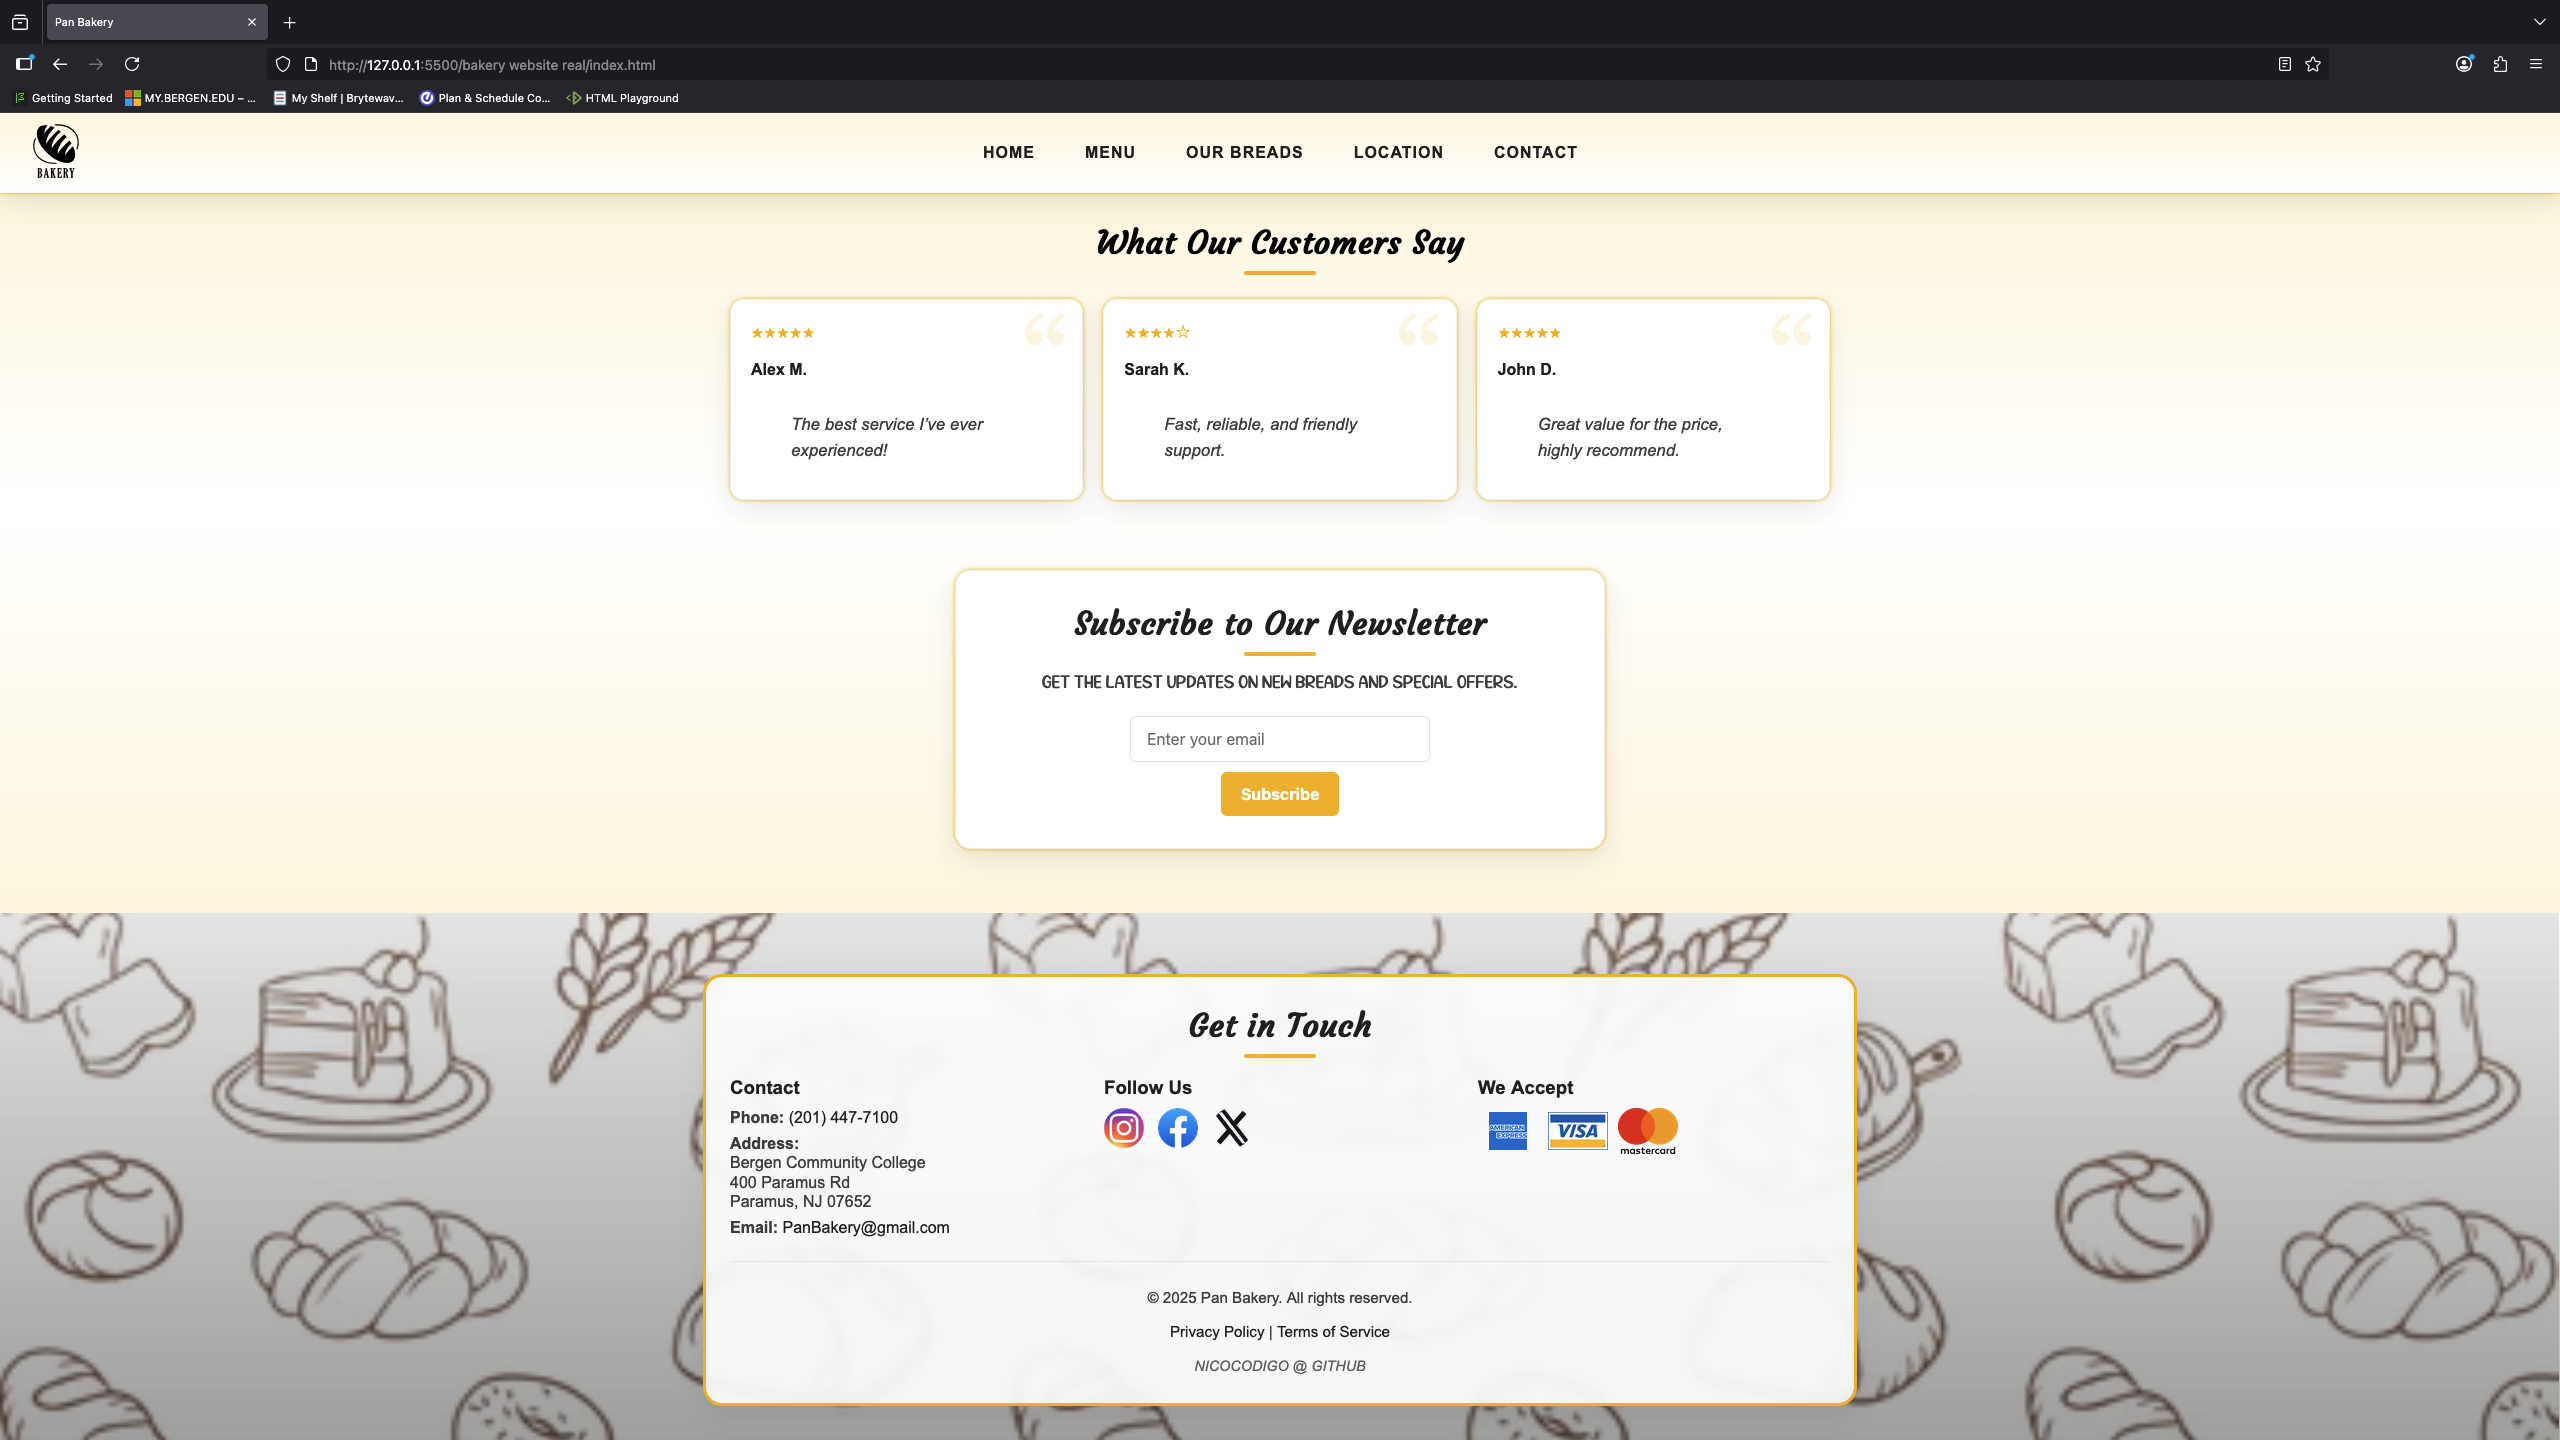 Pan Bakery
http://127.0.0.1:5500/bakery website real/index.html
Getting Started
MY.BERGEN.EDU – ...
My Shelf | Brytewav...
Plan & Schedule Co...
HTML Playground
BAKERY
HOME
MENU
OUR BREADS
LOCATION
CONTACT
What Our Customers Say
★★★★★
Alex M.
The best service I’ve ever
experienced!
★★★★☆
Sarah K.
Fast, reliable, and friendly
support.
★★★★★
John D.
Great value for the price,
highly recommend.
Subscribe to Our Newsletter
GET THE LATEST UPDATES ON NEW BREADS AND SPECIAL OFFERS.
Enter your email
Subscribe
Get in Touch
Contact
Phone: (201) 447-7100
Address:
Bergen Community College
400 Paramus Rd
Paramus, NJ 07652
Email: PanBakery@gmail.com
Follow Us
We Accept
AMERICAN
EXPRESS
VISA
mastercard
© 2025 Pan Bakery. All rights reserved.
Privacy Policy | Terms of Service
NICOCODIGO @ GITHUB